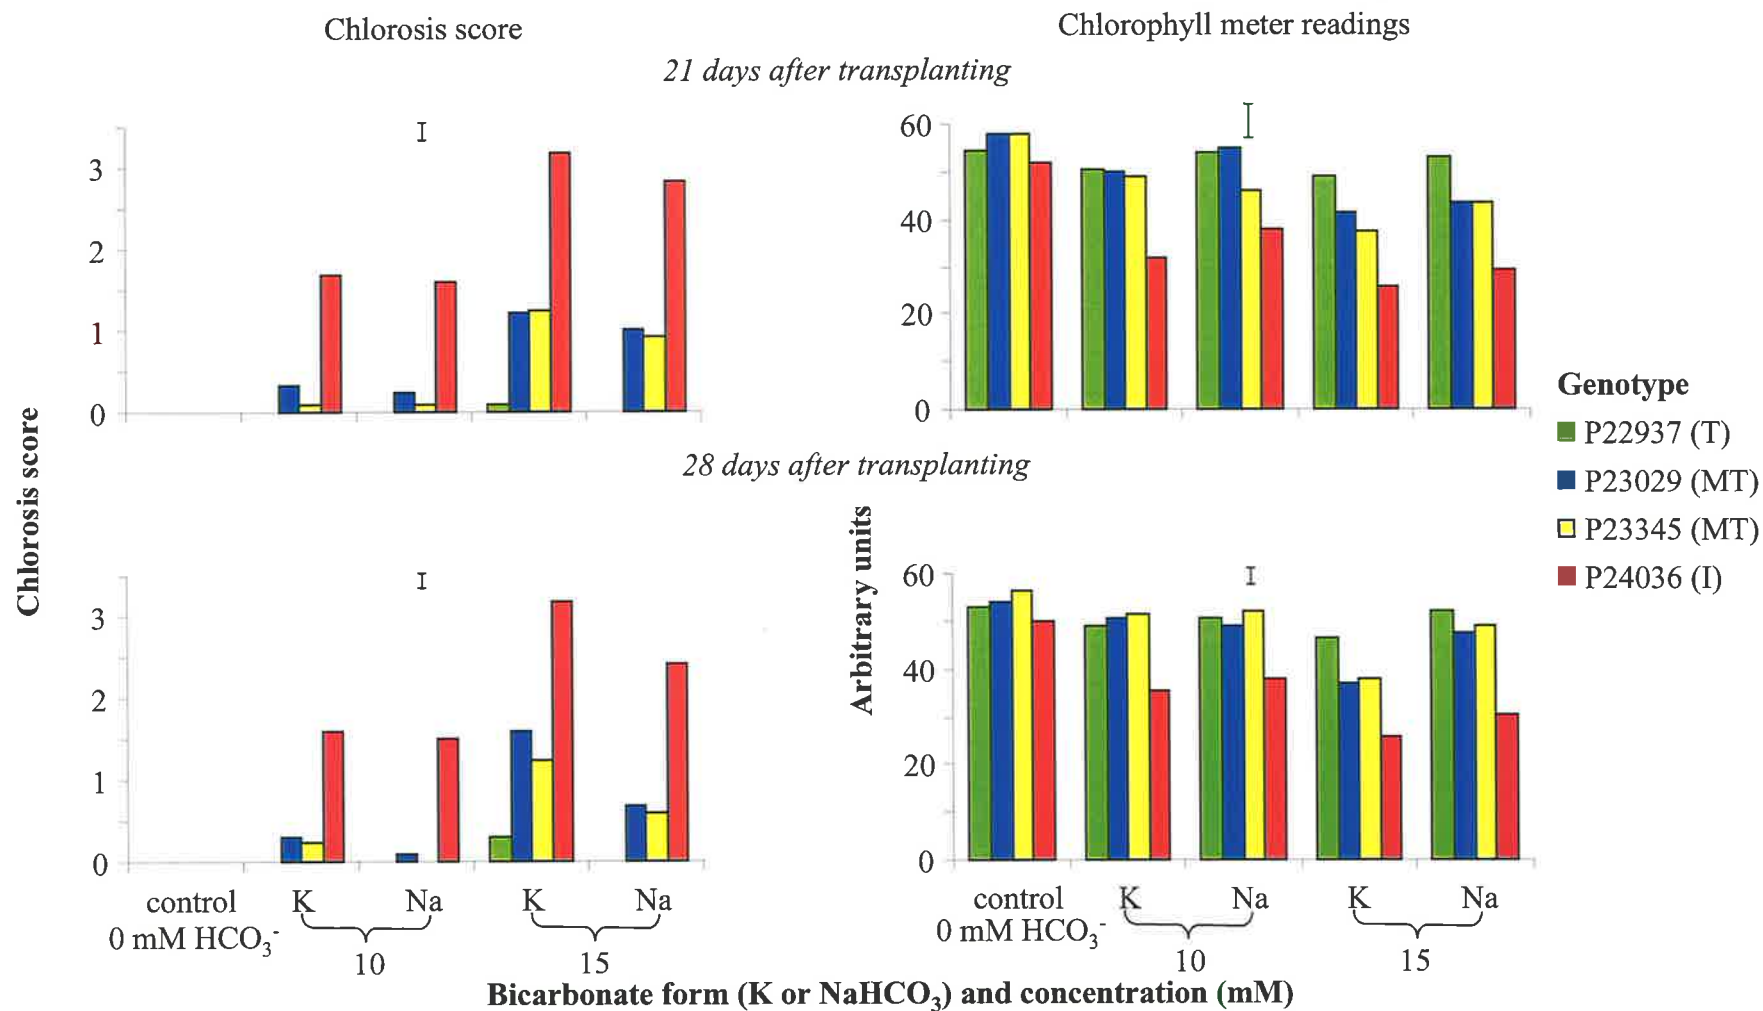 Chlorosis score
Chlorophyll meter readings
21 days after transplanting
3
2
1
0
60
40
20
0
Genotype
P22937 (T)
P23029 (MT)
P23345 (MT)
P24036 (I)
28 days after transplanting
Chlorosis score
3
2
1
0
Arbitrary units
60
40
20
0
control K Na K Na
0 mM HCO₃⁻
10 15
control K Na K Na
0 mM HCO₃⁻
10 15
Bicarbonate form (K or NaHCO₃) and concentration (mM)